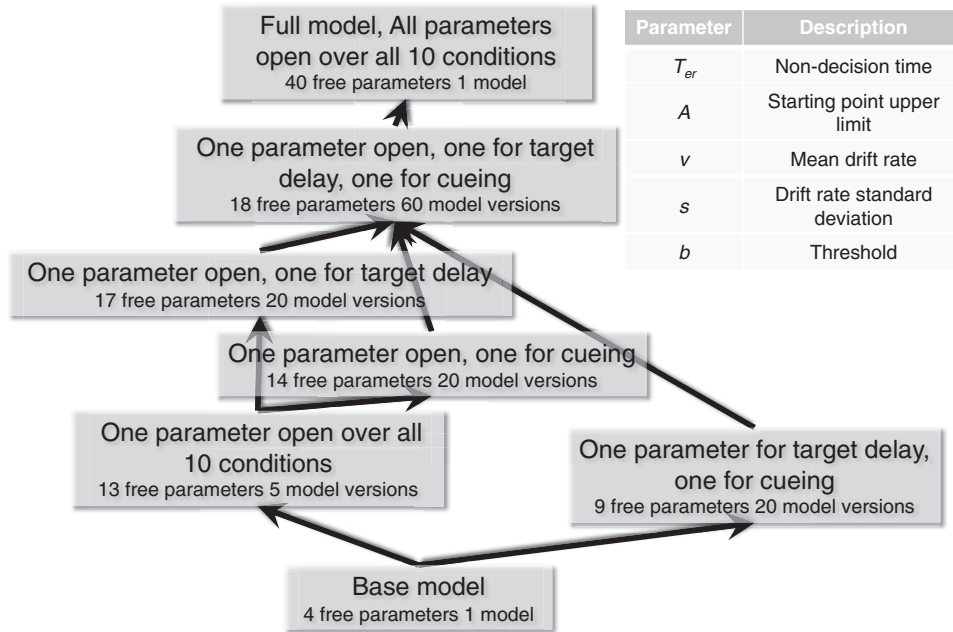 Full model, All parameters
open over all 10 conditions
40 free parameters 1 model
One parameter open, one for target
delay, one for cueing
18 free parameters 60 model versions
One parameter open, one for target delay
17 free parameters 20 model versions
One parameter open, one for cueing
14 free parameters 20 model versions
One parameter open over all
10 conditions
13 free parameters 5 model versions
One parameter for target delay,
one for cueing
9 free parameters 20 model versions
Base model
4 free parameters 1 model
Parameter Description
Ter Non-decision time
A Starting point upper
limit
v Mean drift rate
s Drift rate standard
deviation
b Threshold